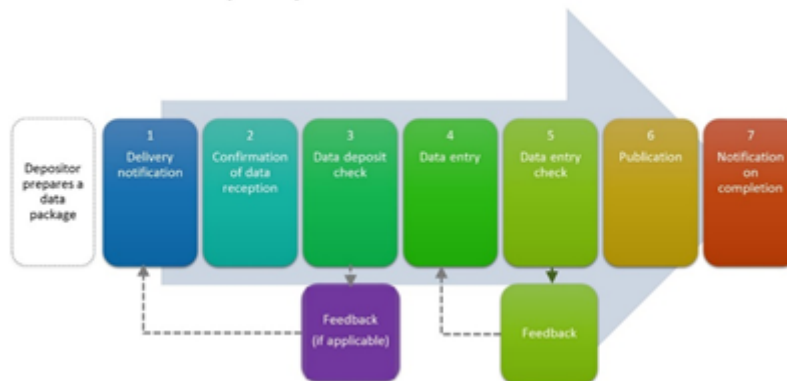 Depositor
prepares a
data
package
1
Delivery
notification
2
Confirmation
of data
reception
3
Data deposit
check
4
Data entry
5
Data entry
check
6
Publication
7
Notification
on
completion
Feedback
(if applicable)
Feedback